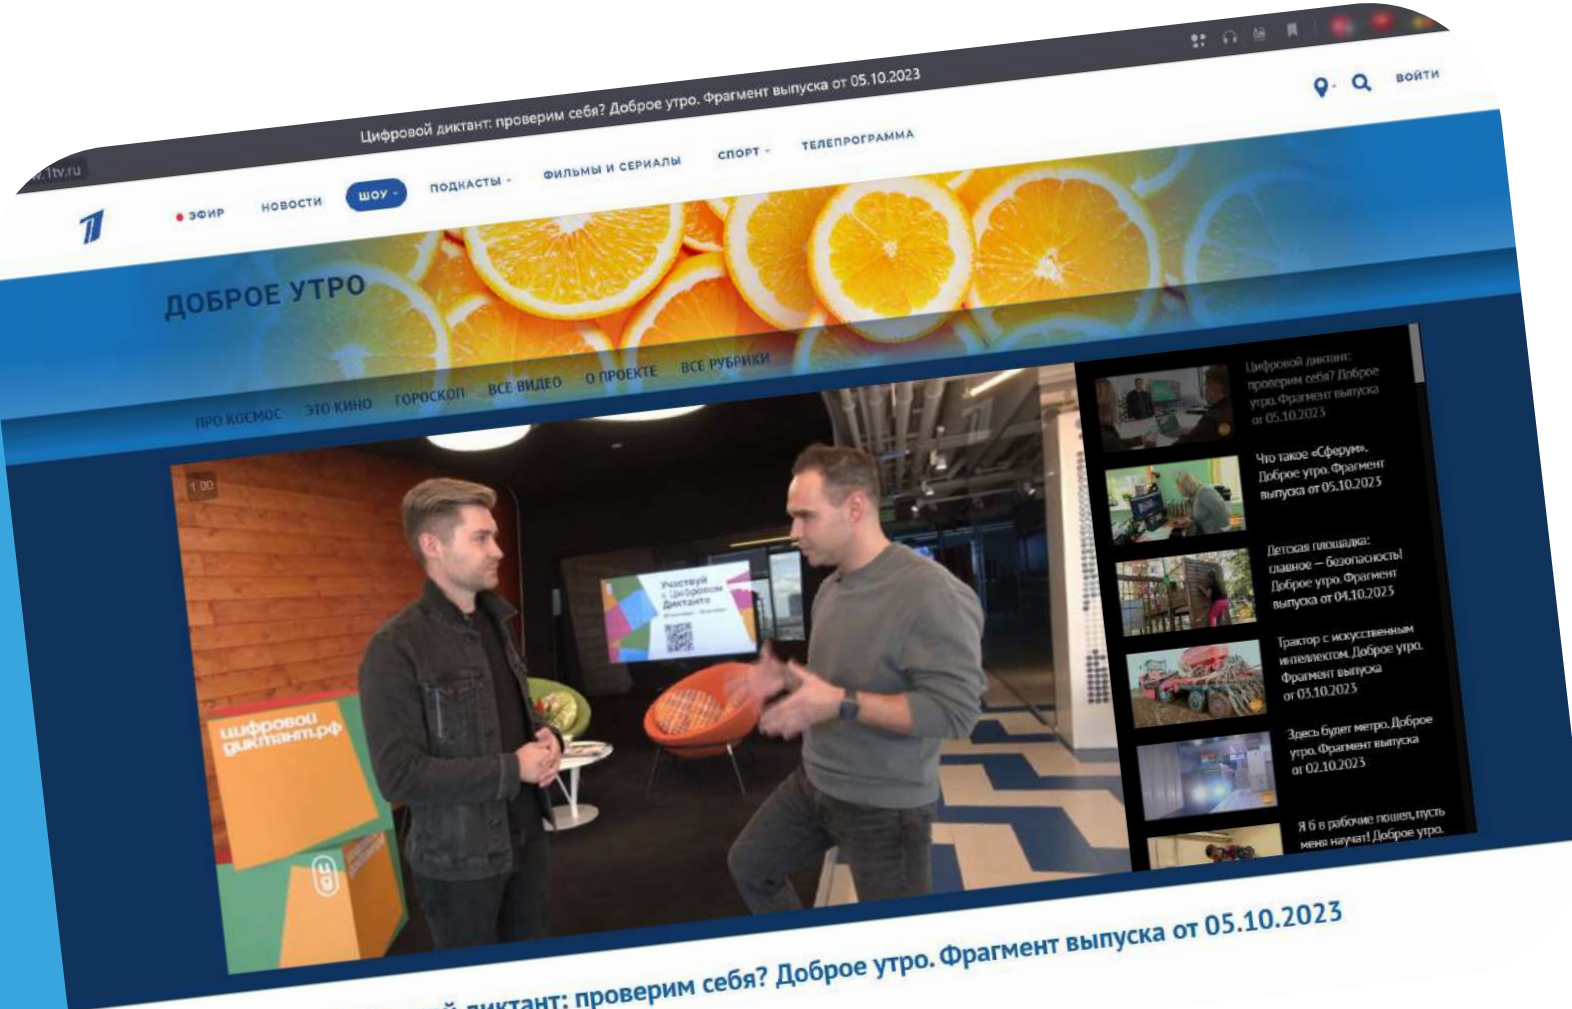 Цифровой диктант: проверим себя? Доброе утро. Фрагмент выпуска от 05.10.2023
1tv.ru
ЭФИР
НОВОСТИ
ШОУ
ПОДКАСТЫ
ФИЛЬМЫ И СЕРИАЛЫ
СПОРТ
ТЕЛЕПРОГРАММА
ВОЙТИ
ДОБРОЕ УТРО
ПРО КОСМОС
ЭТО КИНО
ГОРОСКОП
ВСЕ ВИДЕО
О ПРОЕКТЕ
ВСЕ РУБРИКИ
1.00
Участвуй
в Цифровом
Диктанте
цифровой
диктант.рф
цд
Цифровой диктант:
проверим себя? Доброе
утро. Фрагмент выпуска
от 05.10.2023
Что такое «Сферум».
Доброе утро. Фрагмент
выпуска от 05.10.2023
Детская площадка:
главное — безопасность!
Доброе утро. Фрагмент
выпуска от 04.10.2023
Трактор с искусственным
интеллектом. Доброе утро.
Фрагмент выпуска
от 03.10.2023
Здесь будет метро. Доброе
утро. Фрагмент выпуска
от 02.10.2023
Я б в рабочие пошел, пусть
меня научат! Доброе утро.
диктант: проверим себя? Доброе утро. Фрагмент выпуска от 05.10.2023